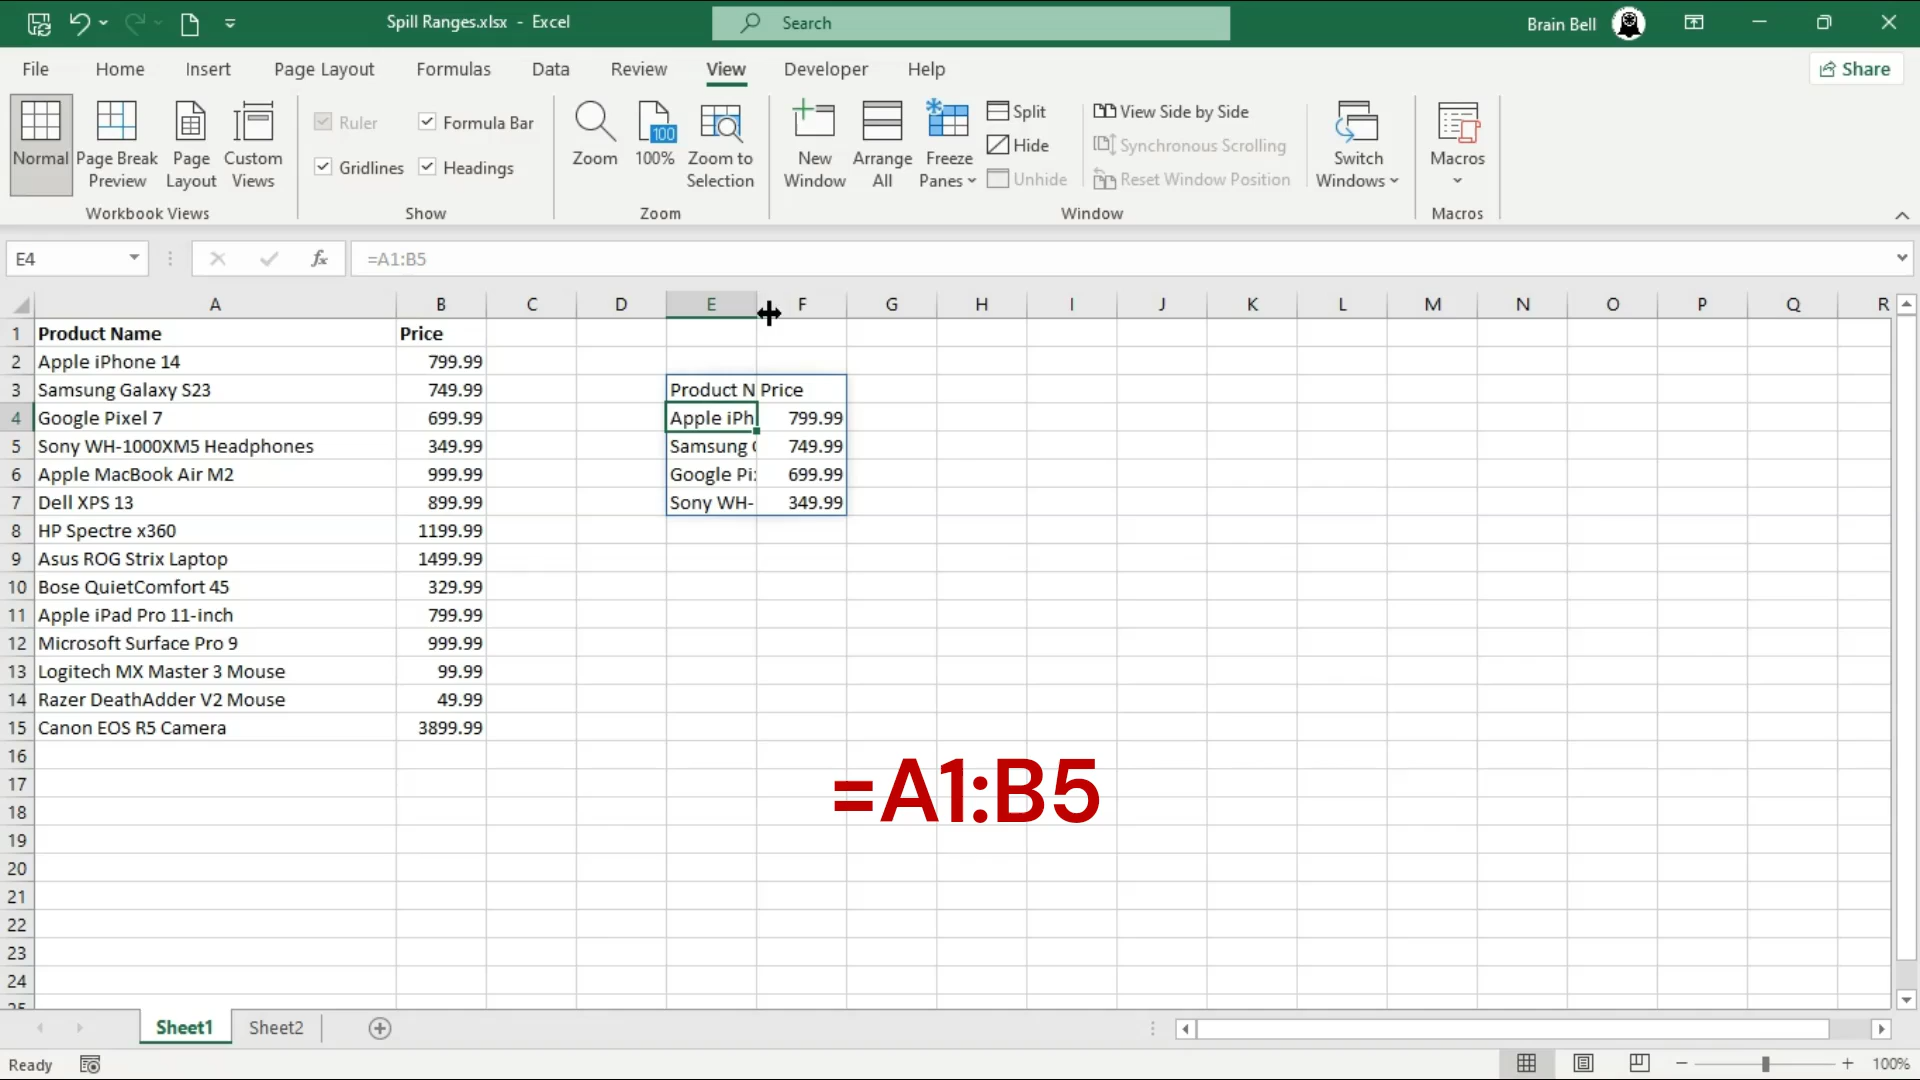 Spill Ranges.xlsx - Excel
Search
Brain Bell
File Home Insert Page Layout Formulas Data Review View Developer Help
Share
Normal
Page Break Preview
Page Layout
Custom Views
Workbook Views
Ruler
Formula Bar
Gridlines
Headings
Show
Zoom
100
100%
Zoom to Selection
Zoom
New Window
Arrange All
Freeze Panes
Split
Hide
Unhide
View Side by Side
Synchronous Scrolling
Reset Window Position
Window
Switch Windows
Macros
Macros
E4
fx
=A1:B5
A B C D E F G H I J K L M N O P Q R
1 Product Name Price
2 Apple iPhone 14 799.99
3 Samsung Galaxy S23 749.99 Product N Price
4 Google Pixel 7 699.99 Apple iPh 799.99
5 Sony WH-1000XM5 Headphones 349.99 Samsung 749.99
6 Apple MacBook Air M2 999.99 Google Pi 699.99
7 Dell XPS 13 899.99 Sony WH- 349.99
8 HP Spectre x360 1199.99
9 Asus ROG Strix Laptop 1499.99
10 Bose QuietComfort 45 329.99
11 Apple iPad Pro 11-inch 799.99
12 Microsoft Surface Pro 9 999.99
13 Logitech MX Master 3 Mouse 99.99
14 Razer DeathAdder V2 Mouse 49.99
15 Canon EOS R5 Camera 3899.99
16
17
=A1:B5
18
19
20
21
22
23
24
25
Sheet1 Sheet2
Ready
100%